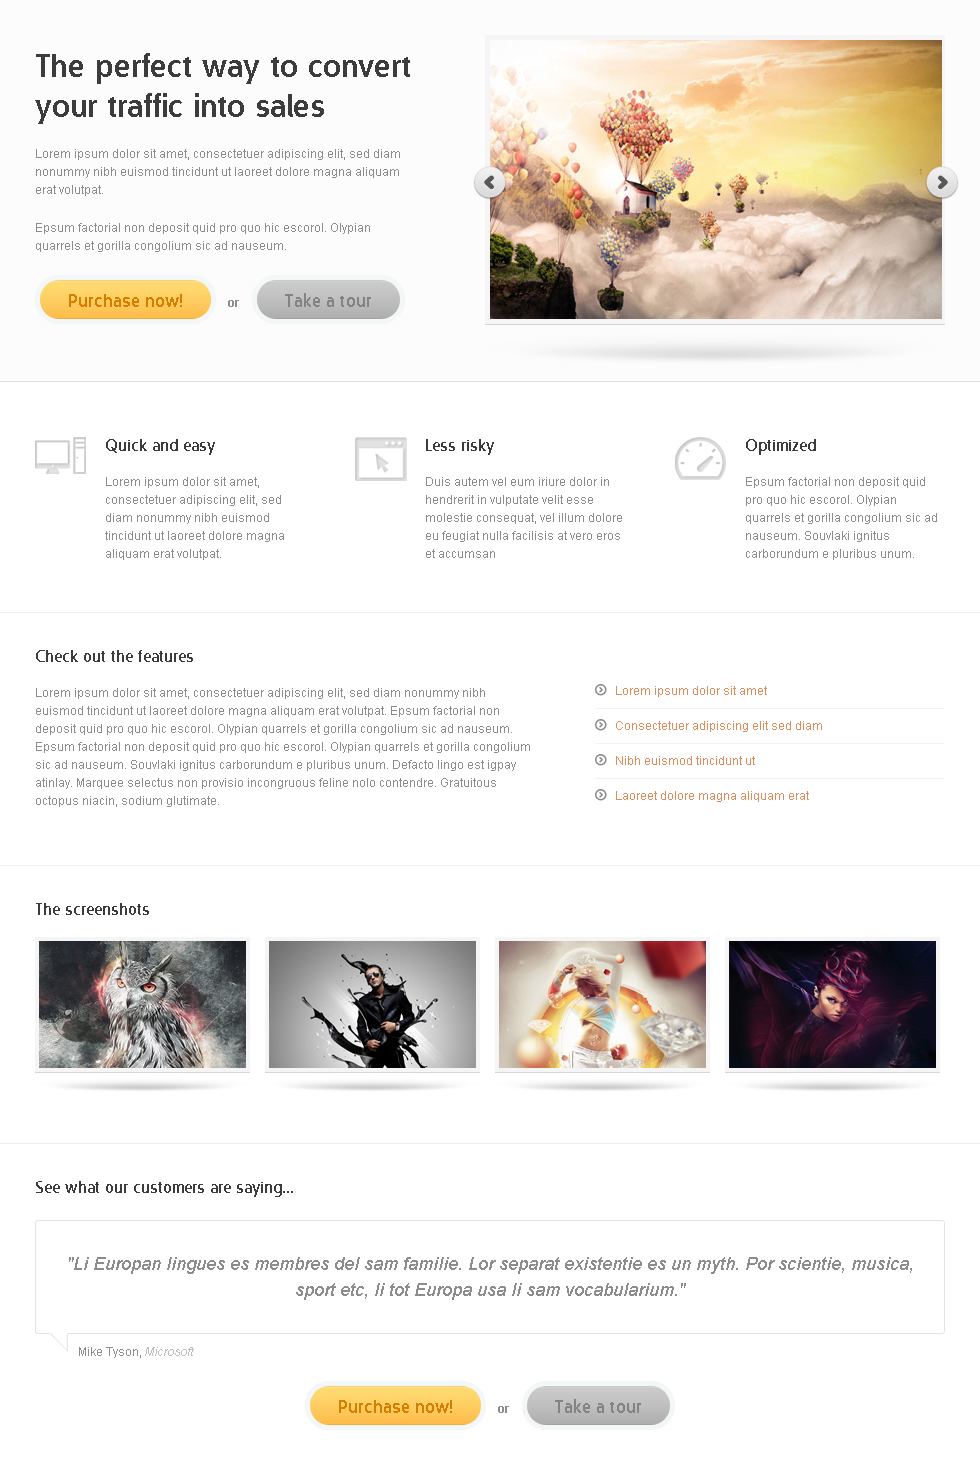 The perfect way to convert
your traffic into sales
Lorem ipsum dolor sit amet, consectetuer adipiscing elit, sed diam
nonummy nibh euismod tincidunt ut laoreet dolore magna aliquam
erat volutpat.
Epsum factorial non deposit quid pro quo hic escorol. Olypian
quarrels et gorilla congolium sic ad nauseum.
Purchase now! or Take a tour
Quick and easy
Lorem ipsum dolor sit amet,
consectetuer adipiscing elit, sed
diam nonummy nibh euismod
tincidunt ut laoreet dolore magna
aliquam erat volutpat.
Less risky
Duis autem vel eum iriure dolor in
hendrerit in vulputate velit esse
molestie consequat, vel illum dolore
eu feugiat nulla facilisis at vero eros
et accumsan
Optimized
Epsum factorial non deposit quid
pro quo hic escorol. Olypian
quarrels et gorilla congolium sic ad
nauseum. Souvlaki ignitus
carborundum e pluribus unum.
Check out the features
Lorem ipsum dolor sit amet, consectetuer adipiscing elit, sed diam nonummy nibh
euismod tincidunt ut laoreet dolore magna aliquam erat volutpat. Epsum factorial non
deposit quid pro quo hic escorol. Olypian quarrels et gorilla congolium sic ad nauseum.
Epsum factorial non deposit quid pro quo hic escorol. Olypian quarrels et gorilla congolium
sic ad nauseum. Souvlaki ignitus carborundum e pluribus unum. Defacto lingo est igpay
atinlay. Marquee selectus non provisio incongruous feline nolo contendre. Gratuitous
octopus niacin, sodium glutimate.
Lorem ipsum dolor sit amet
Consectetuer adipiscing elit sed diam
Nibh euismod tincidunt ut
Laoreet dolore magna aliquam erat
The screenshots
See what our customers are saying...
"Li Europan lingues es membres del sam familie. Lor separat existentie es un myth. Por scientie, musica,
sport etc, li tot Europa usa li sam vocabularium."
Mike Tyson, Microsoft
Purchase now! or Take a tour